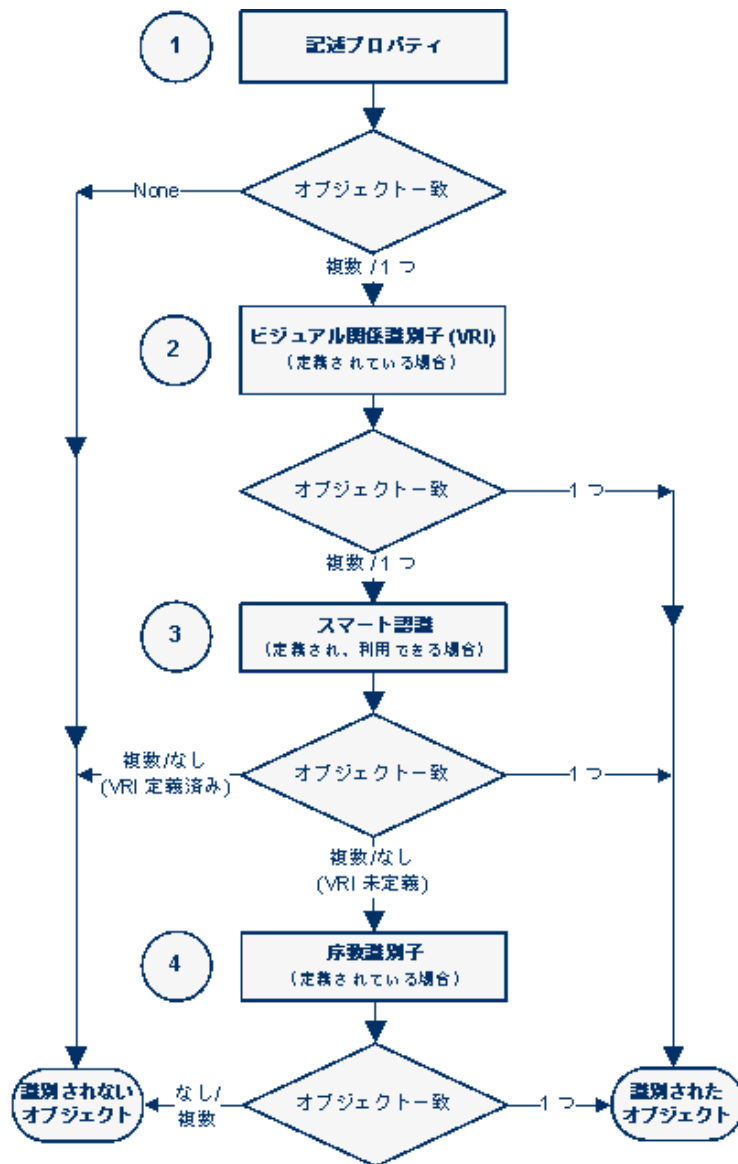 1
記述プロパティ
オブジェクト一致
None
複数/1 つ
2
ビジュアル関係識別子(VRI)
(定義されている場合)
オブジェクト一致
1 つ
複数/1 つ
3
スマート認識
(定義され、利用できる場合)
オブジェクト一致
複数/なし
(VRI 定義済み)
1 つ
複数/なし
(VRI 未定義)
4
序数識別子
(定義されている場合)
オブジェクト一致
なし/
複数
1 つ
識別されない
オブジェクト
識別された
オブジェクト